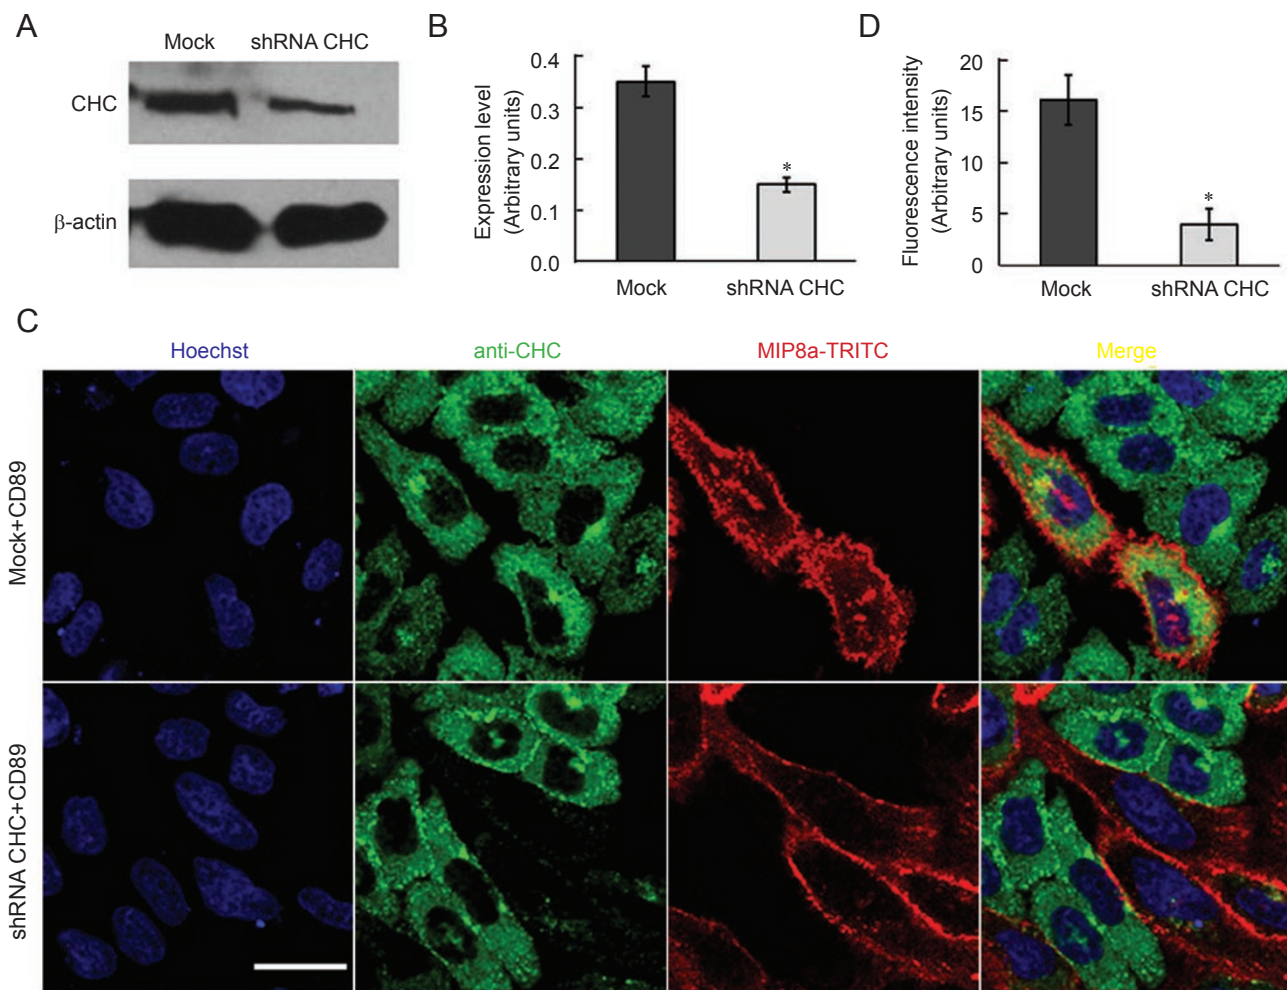 A
Mock
shRNA CHC
CHC
β-actin
B
Expression level
(Arbitrary units)
0.4
0.3
0.2
0.1
0.0
*
Mock
shRNA CHC
D
Fluorescence intensity
(Arbitrary units)
20
15
10
5
0
*
Mock
shRNA CHC
C
Hoechst
anti-CHC
MIP8a-TRITC
Merge
Mock+CD89
shRNA CHC+CD89